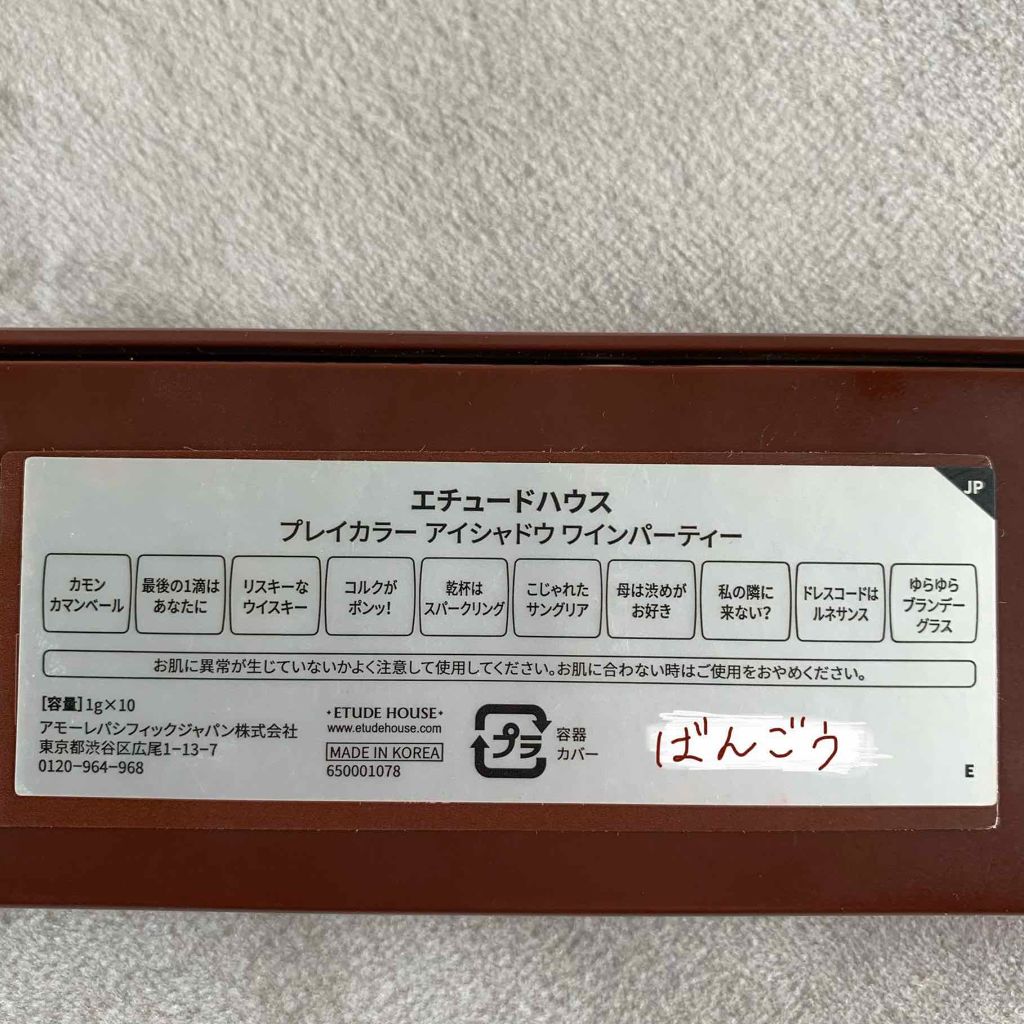 JP
エチュードハウス
プレイカラー アイシャドウ ワインパーティー
カモン
カマンベール
最後の1滴は
あなたに
リスキーな
ウイスキー
コルクが
ポンッ!
乾杯は
スパークリング
こじゃれた
サングリア
母は渋めが
お好き
私の隣に
来ない?
ドレスコードは
ルネサンス
ゆらゆら
ブランデー
グラス
お肌に異常が生じていないかよく注意して使用してください。お肌に合わない時はご使用をおやめください。
[容量]1g×10
アモーレパシフィックジャパン株式会社
東京都渋谷区広尾1-13-7
0120-964-968
ETUDE HOUSE
www.etudehouse.com
MADE IN KOREA
650001078
プラ
容器
カバー
ばんごう
E